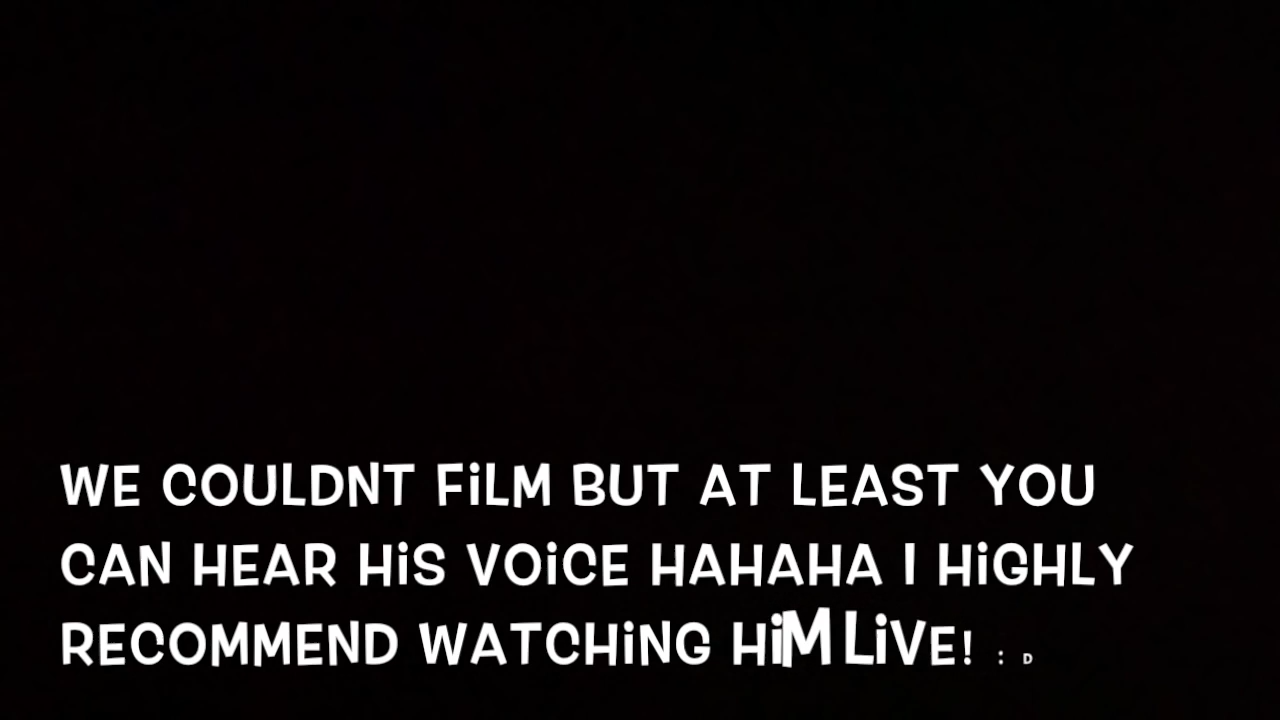 WE COULDNT FiLM BUT AT LEAST YOU
CAN HEAR HiS VOiCE HAHAHA I HiGHLY
RECOMMEND WATCHiNG HiM LiVE! : D